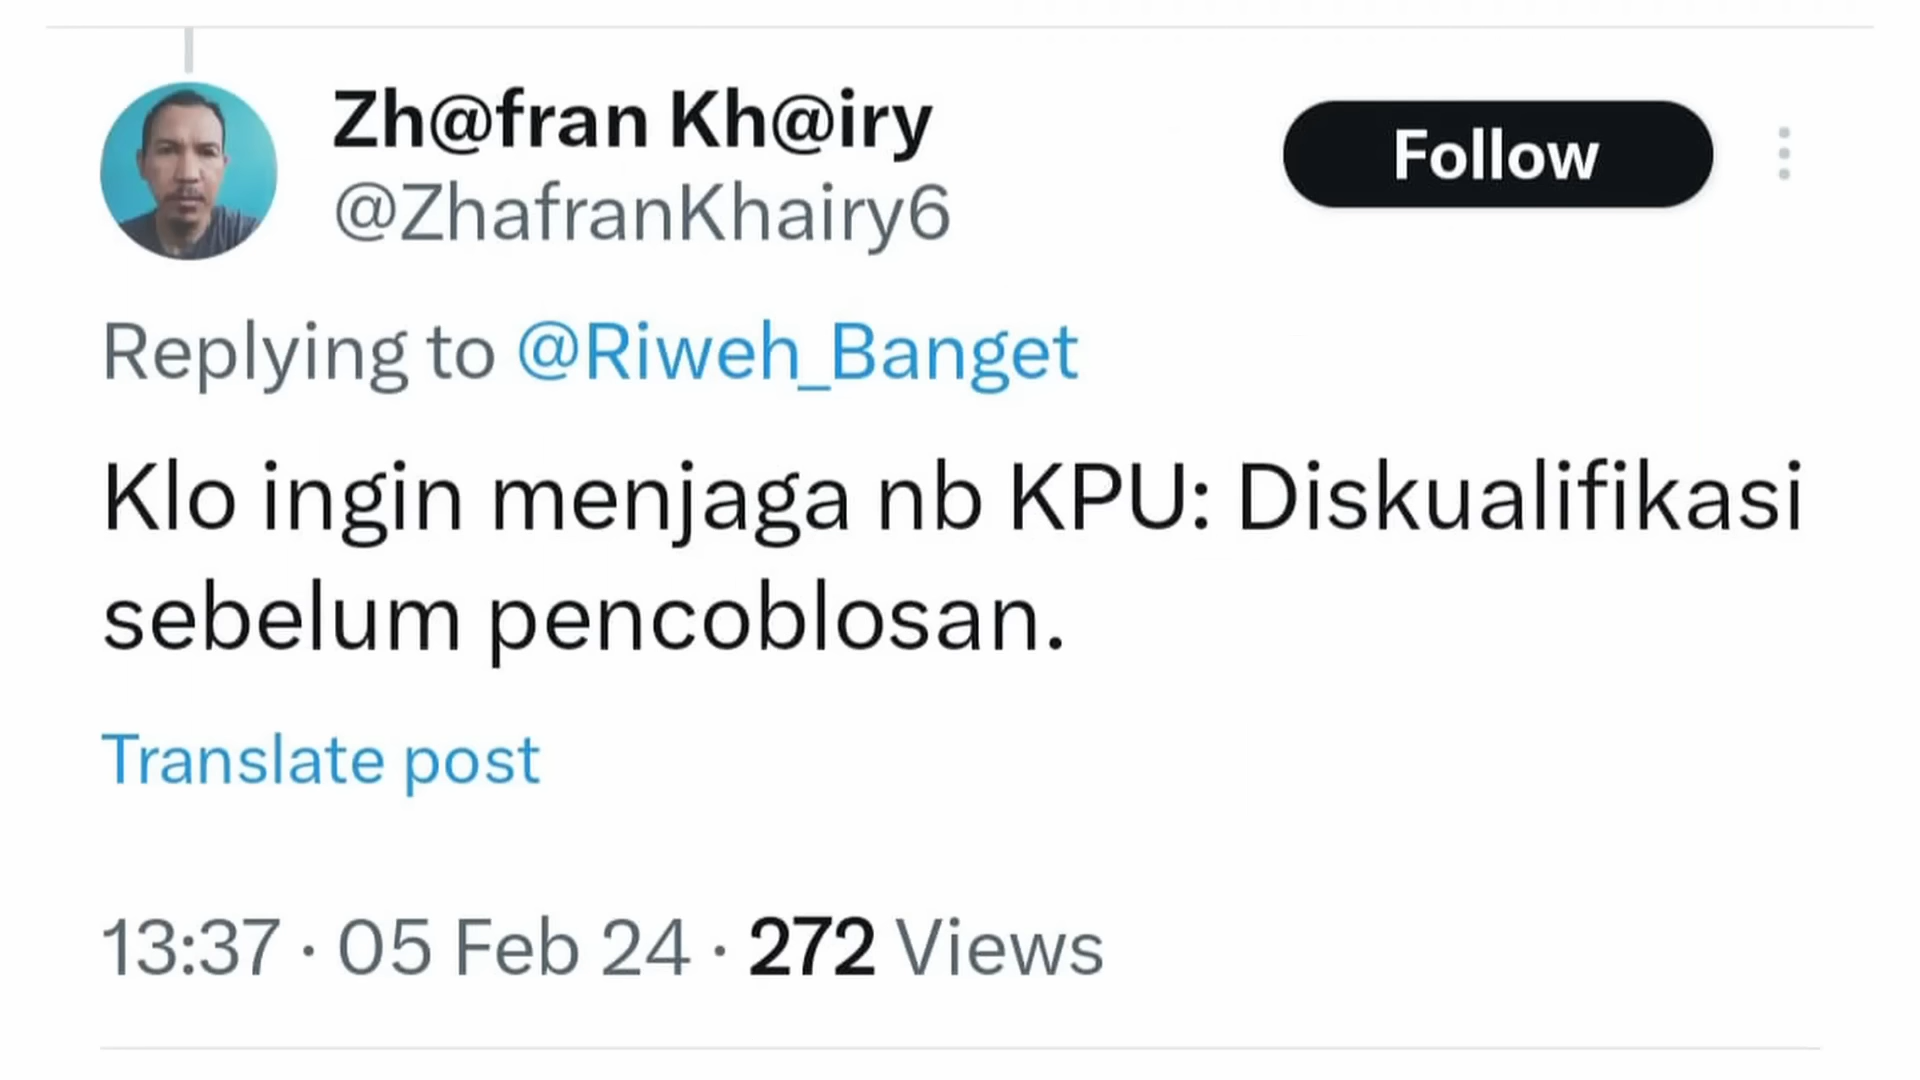 Zh@fran Kh@iry
Follow
@ZhafranKhairy6
Replying to @Riweh_Banget
Klo ingin menjaga nb KPU: Diskualifikasi
sebelum pencoblosan.
Translate post
13:37 · 05 Feb 24 · 272 Views